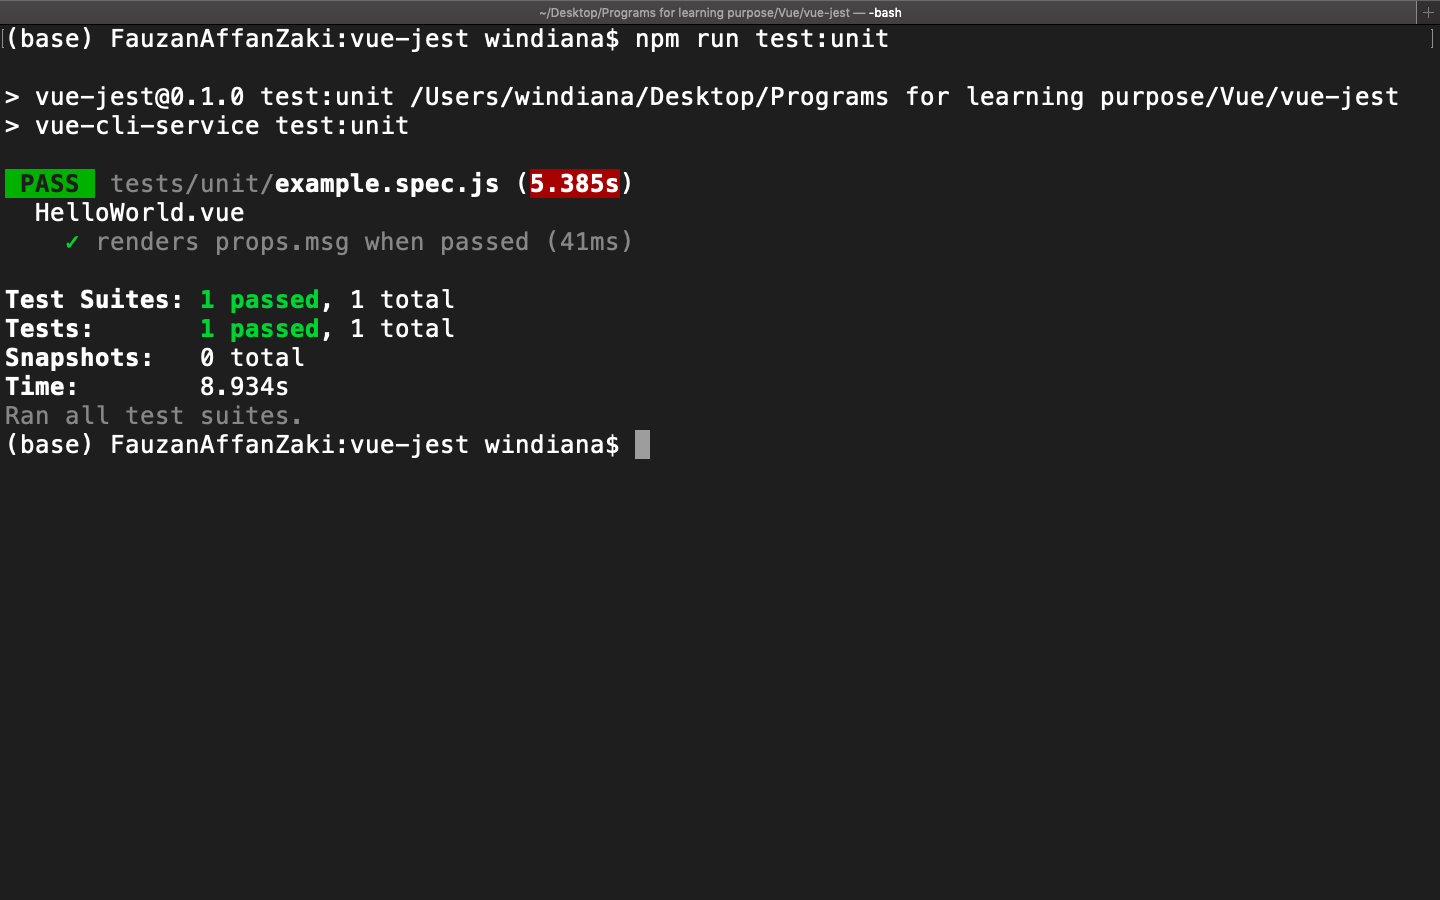 ~/Desktop/Programs for learning purpose/Vue/vue-jest — -bash
(base) FauzanAffanZaki:vue-jest windiana$ npm run test:unit
> vue-jest@0.1.0 test:unit /Users/windiana/Desktop/Programs for learning purpose/Vue/vue-jest
> vue-cli-service test:unit
PASS tests/unit/example.spec.js (5.385s)
HelloWorld.vue
✓ renders props.msg when passed (41ms)
Test Suites: 1 passed, 1 total
Tests: 1 passed, 1 total
Snapshots: 0 total
Time: 8.934s
Ran all test suites.
(base) FauzanAffanZaki:vue-jest windiana$